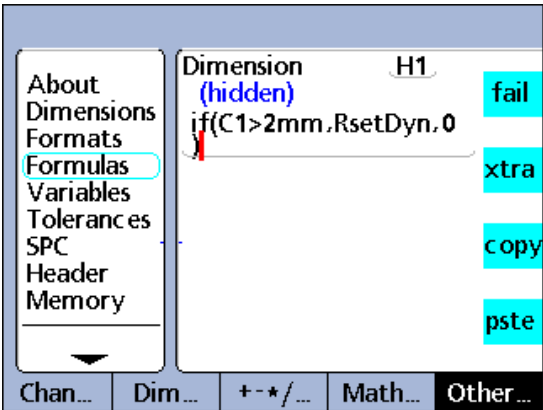 About
Dimensions
Formats
Formulas
Variables
Tolerances
SPC
Header
Memory
Dimension H1
(hidden)
if(C1>2mm,RsetDyn,0
)
fail
xtra
copy
pste
Chan...
Dim...
+-*/...
Math...
Other...